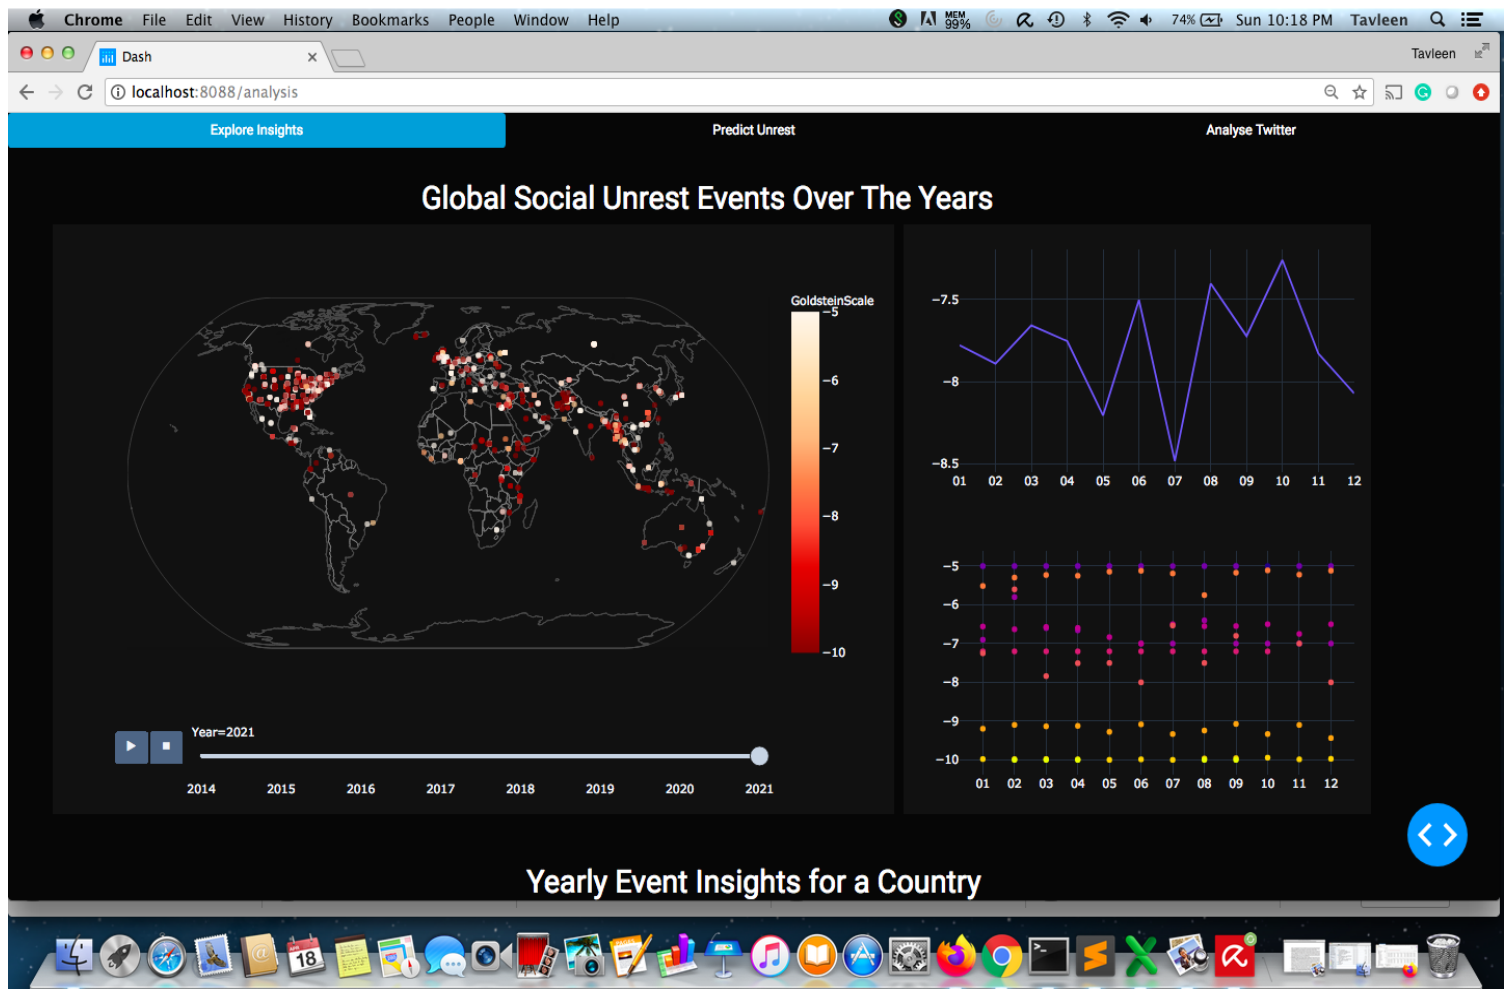 Chrome File Edit View History Bookmarks People Window Help MEM 99% 74% Sun 10:18 PM Tavleen
Dash Tavleen
localhost:8088/analysis
Explore Insights Predict Unrest Analyse Twitter
Global Social Unrest Events Over The Years
GoldsteinScale
−5
−6
−7
−8
−9
−10
Year=2021
2014 2015 2016 2017 2018 2019 2020 2021
−7.5
−8
−8.5
01 02 03 04 05 06 07 08 09 10 11 12
−5
−6
−7
−8
−9
−10
01 02 03 04 05 06 07 08 09 10 11 12
Yearly Event Insights for a Country
APR
18